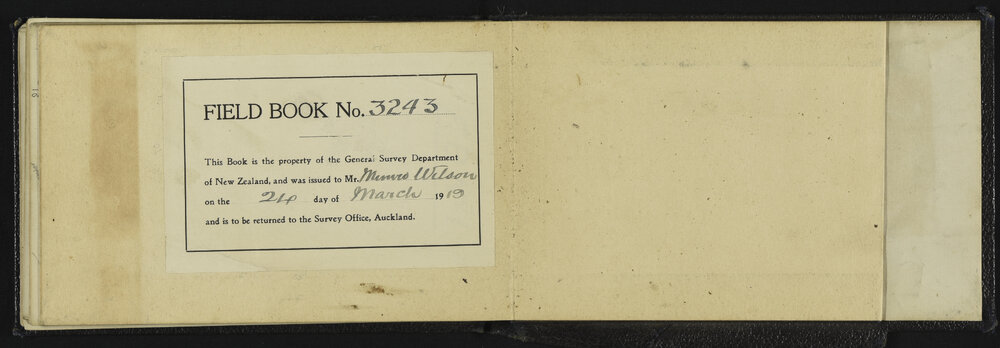 FIELD BOOK No. 3243
This Book is the property of the General Survey Department
of New Zealand, and was issued to Mr. Munro Wilson
on the 24 day of March 1919
and is to be returned to the Survey Office, Auckland.